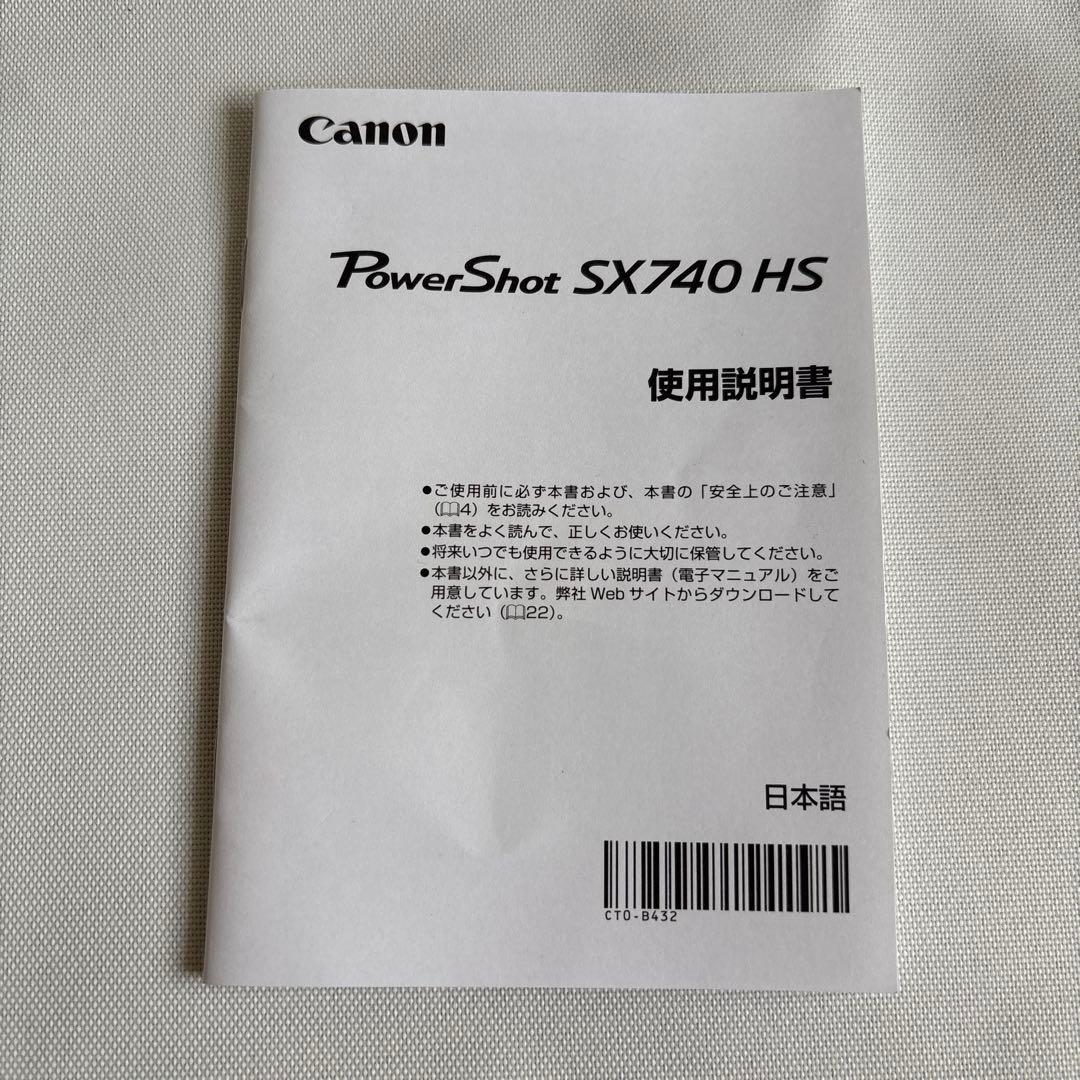 Canon
PowerShot SX740 HS
使用説明書
●ご使用前に必ず本書および、本書の「安全上のご注意」
（4）をお読みください。
●本書をよく読んで、正しくお使いください。
●将来いつでも使用できるように大切に保管してください。
●本書以外に、さらに詳しい説明書（電子マニュアル）をご
用意しています。弊社 Web サイトからダウンロードして
ください（22）。
日本語
CT0-B432